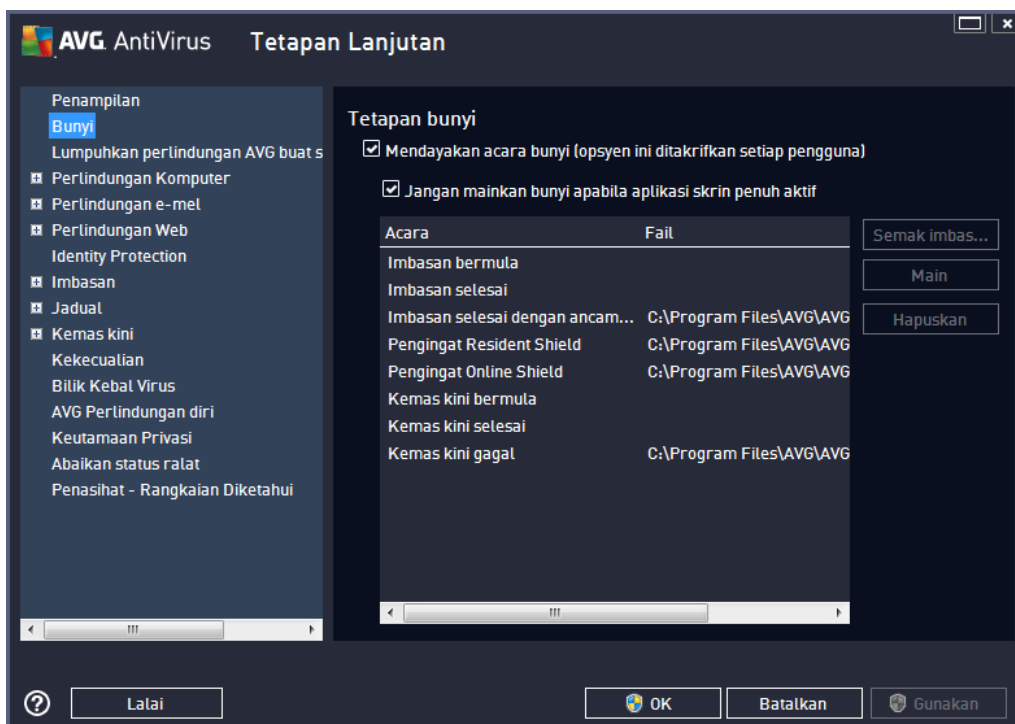 AVG. AntiVirus Tetapan Lanjutan
Penampilan
Bunyi
Lumpuhkan perlindungan AVG buat s
Perlindungan Komputer
Perlindungan e-mel
Perlindungan Web
Identity Protection
Imbasan
Jadual
Kemas kini
Kekecualian
Bilik Kebal Virus
AVG Perlindungan diri
Keutamaan Privasi
Abaikan status ralat
Penasihat - Rangkaian Diketahui
Tetapan bunyi
Mendayakan acara bunyi (opsyen ini ditakrifkan setiap pengguna)
Jangan mainkan bunyi apabila aplikasi skrin penuh aktif
Acara Fail
Imbasan bermula
Imbasan selesai
Imbasan selesai dengan ancam... C:\Program Files\AVG\AVG
Pengingat Resident Shield C:\Program Files\AVG\AVG
Pengingat Online Shield C:\Program Files\AVG\AVG
Kemas kini bermula
Kemas kini selesai
Kemas kini gagal C:\Program Files\AVG\AVG
Semak imbas...
Main
Hapuskan
Lalai
OK
Batalkan
Gunakan